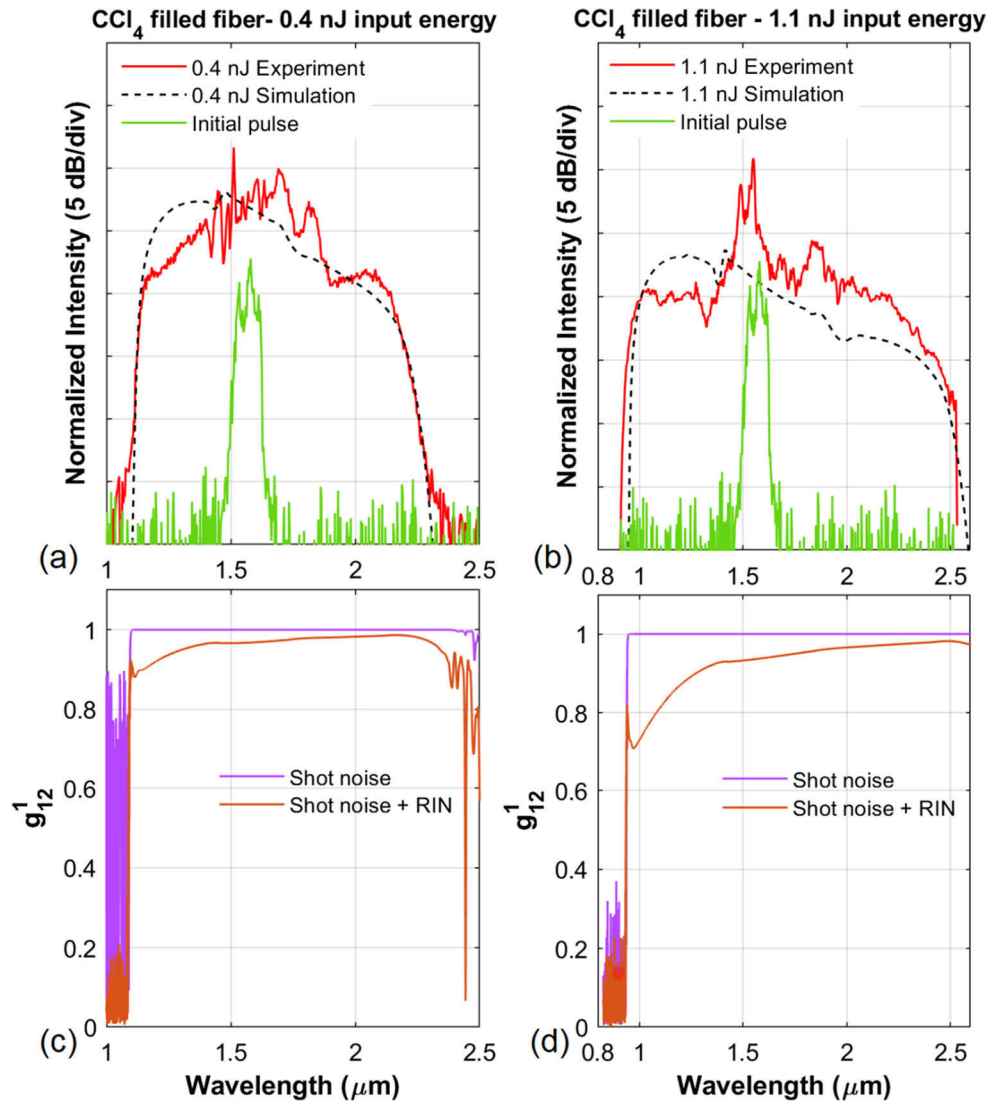 CCl4 filled fiber- 0.4 nJ input energy
Normalized Intensity (5 dB/div)
0.4 nJ Experiment
0.4 nJ Simulation
Initial pulse
(a)
1 1.5 2 2.5
CCl4 filled fiber - 1.1 nJ input energy
Normalized Intensity (5 dB/div)
1.1 nJ Experiment
1.1 nJ Simulation
Initial pulse
(b)
0.8 1 1.5 2 2.5
1
0.8
0.6
0.4
0.2
0
g¹₁₂
Shot noise
Shot noise + RIN
(c)
1 1.5 2 2.5
Wavelength (μm)
1
0.8
0.6
0.4
0.2
0
g¹₁₂
Shot noise
Shot noise + RIN
(d)
0.8 1 1.5 2 2.5
Wavelength (μm)